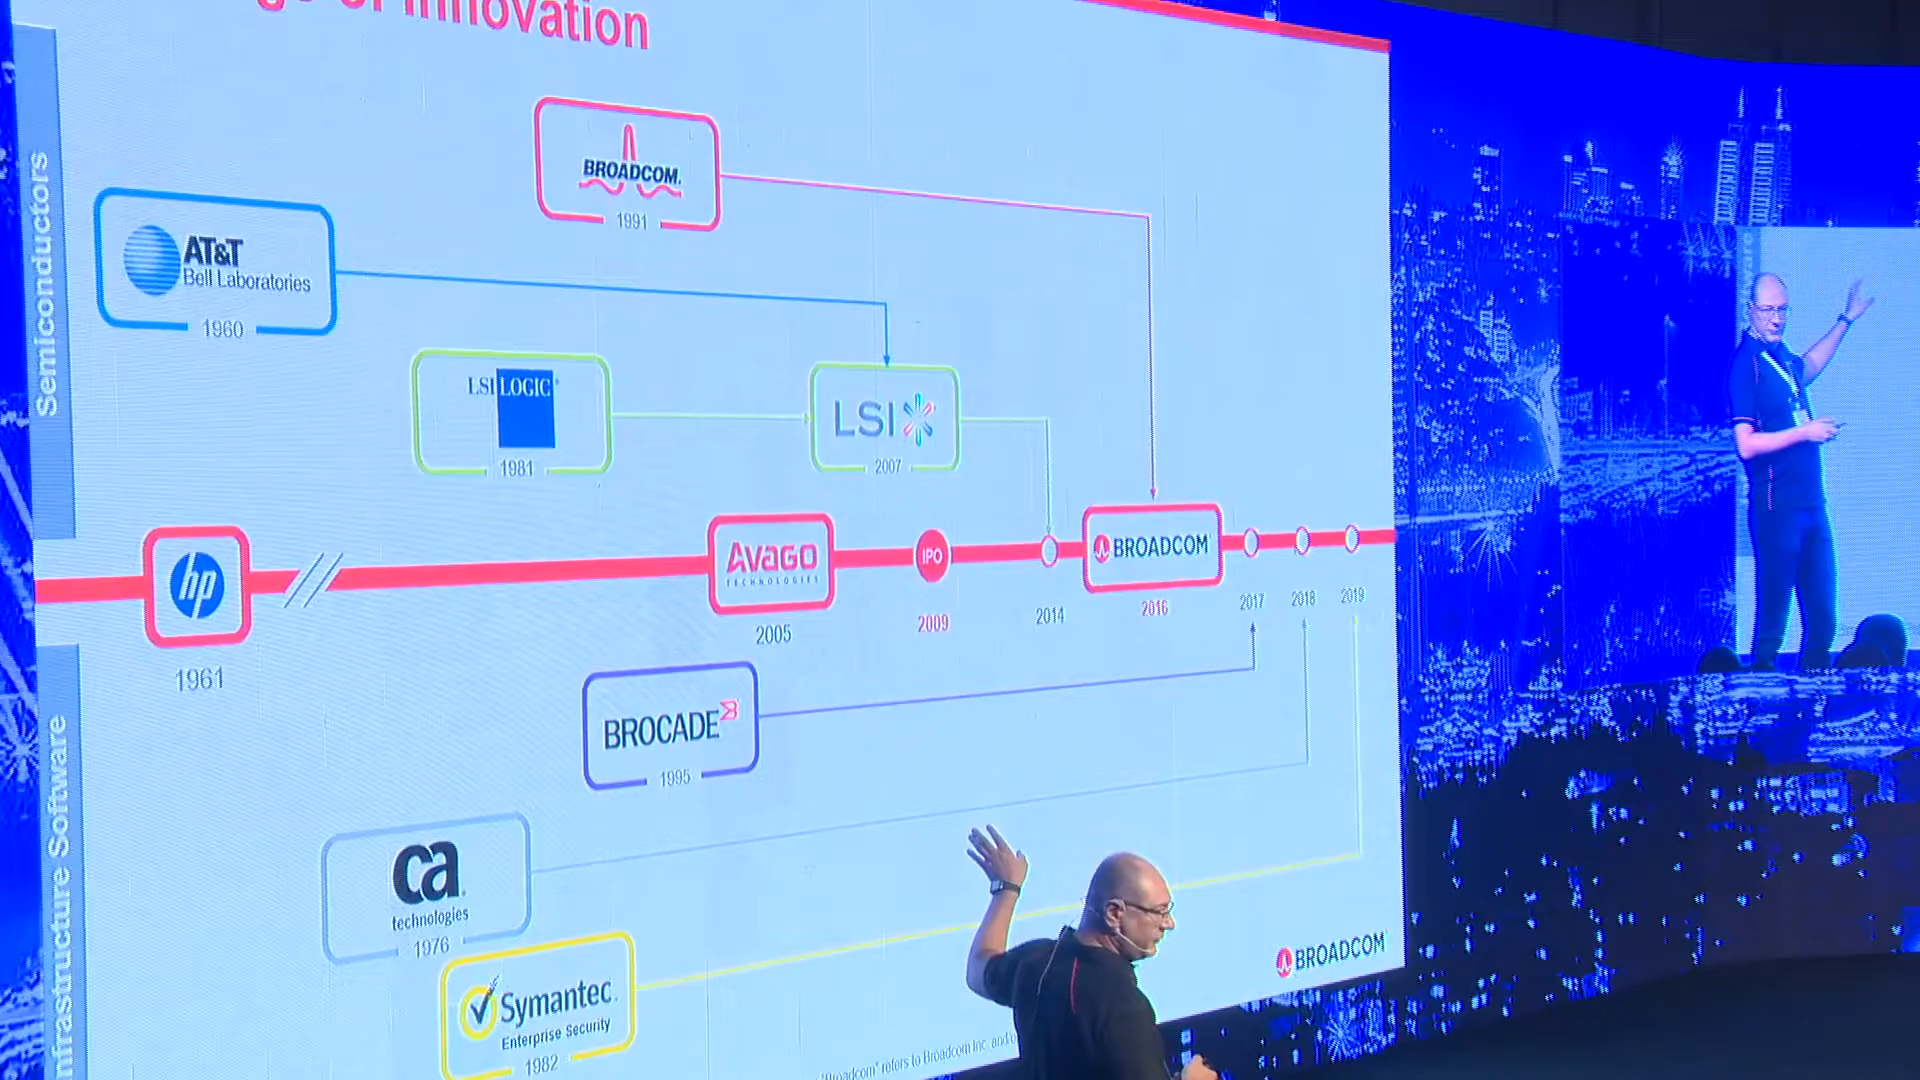 of Innovation
Semiconductors
BROADCOM.
1991
AT&T
Bell Laboratories
1960
LSI LOGIC
1981
LSI
2007
hp
1961
AVAGO
TECHNOLOGIES
2005
IPO
2009
2014
BROADCOM
2016
2017
2018
2019
Infrastructure Software
BROCADE
1995
ca
technologies
1976
Symantec.
Enterprise Security
1982
BROADCOM
"Broadcom" refers to Broadcom Inc. and/o